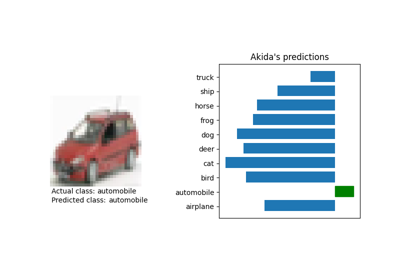 Akida's predictions
truck
ship
horse
frog
dog
deer
cat
bird
automobile
airplane
Actual class: automobile
Predicted class: automobile